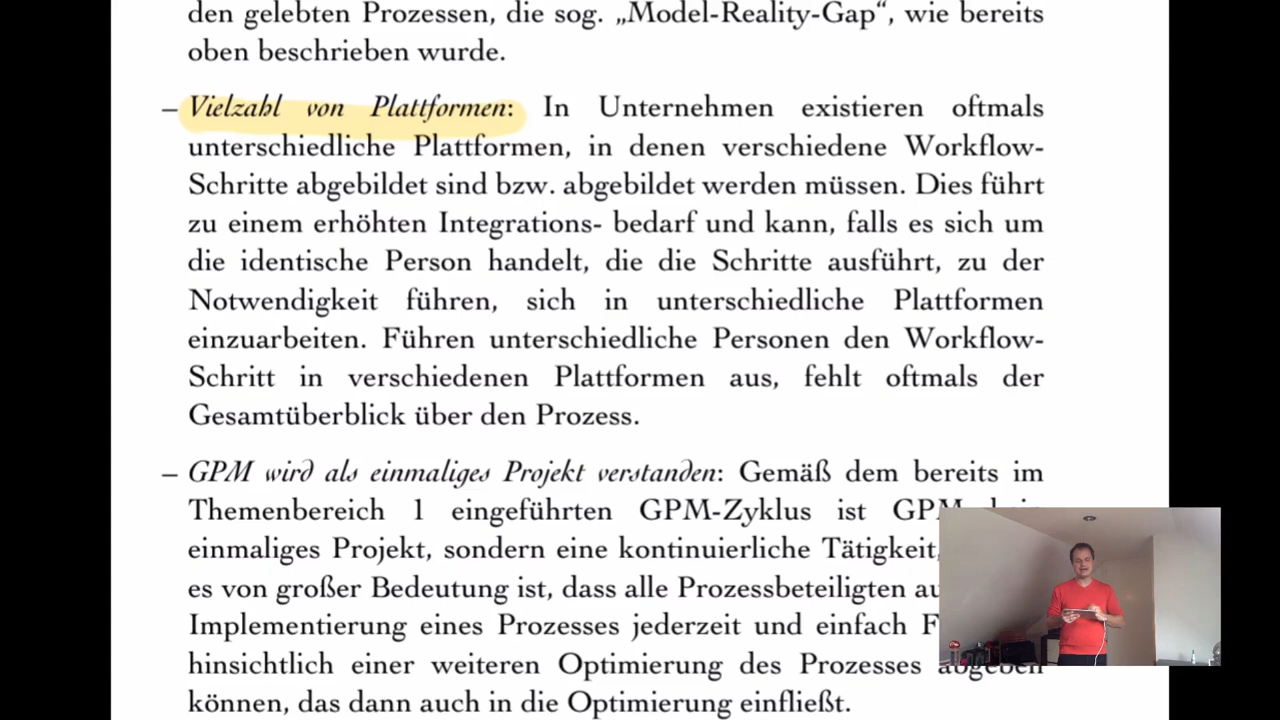 den gelebten Prozessen, die sog. „Model-Reality-Gap“, wie bereits
oben beschrieben wurde.
– Vielzahl von Plattformen: In Unternehmen existieren oftmals
unterschiedliche Plattformen, in denen verschiedene Workflow-
Schritte abgebildet sind bzw. abgebildet werden müssen. Dies führt
zu einem erhöhten Integrations- bedarf und kann, falls es sich um
die identische Person handelt, die die Schritte ausführt, zu der
Notwendigkeit führen, sich in unterschiedliche Plattformen
einzuarbeiten. Führen unterschiedliche Personen den Workflow-
Schritt in verschiedenen Plattformen aus, fehlt oftmals der
Gesamtüberblick über den Prozess.
– GPM wird als einmaliges Projekt verstanden: Gemäß dem bereits im
Themenbereich 1 eingeführten GPM-Zyklus ist GPM
einmaliges Projekt, sondern eine kontinuierliche Tätigkeit,
es von großer Bedeutung ist, dass alle Prozessbeteiligten
Implementierung eines Prozesses jederzeit und einfach
hinsichtlich einer weiteren Optimierung des Prozesses abgeben
können, das dann auch in die Optimierung einfließt.